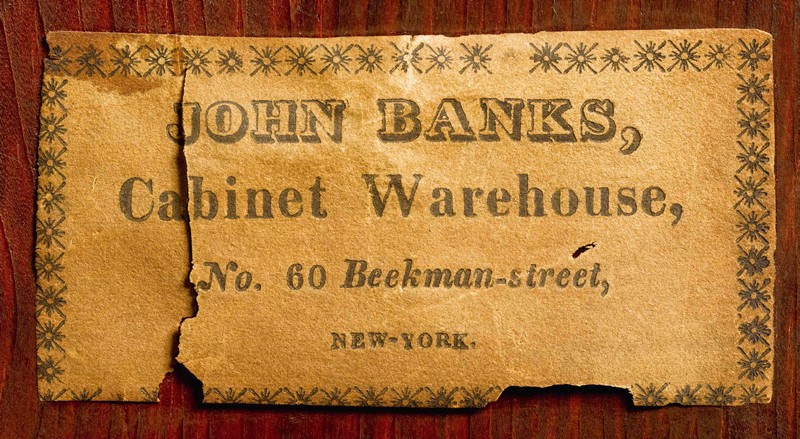 JOHN BANKS,
Cabinet Warehouse,
No. 60 Beekman-street,
NEW-YORK.